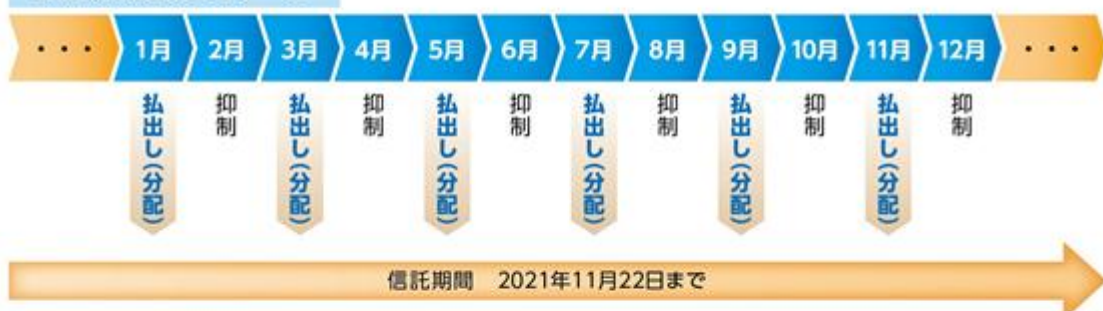 ・・・ 1月 2月 3月 4月 5月 6月 7月 8月 9月 10月 11月 12月 ・・・
払出し(分配)
抑制
払出し(分配)
抑制
払出し(分配)
抑制
払出し(分配)
抑制
払出し(分配)
抑制
払出し(分配)
抑制
信託期間 2021年11月22日まで